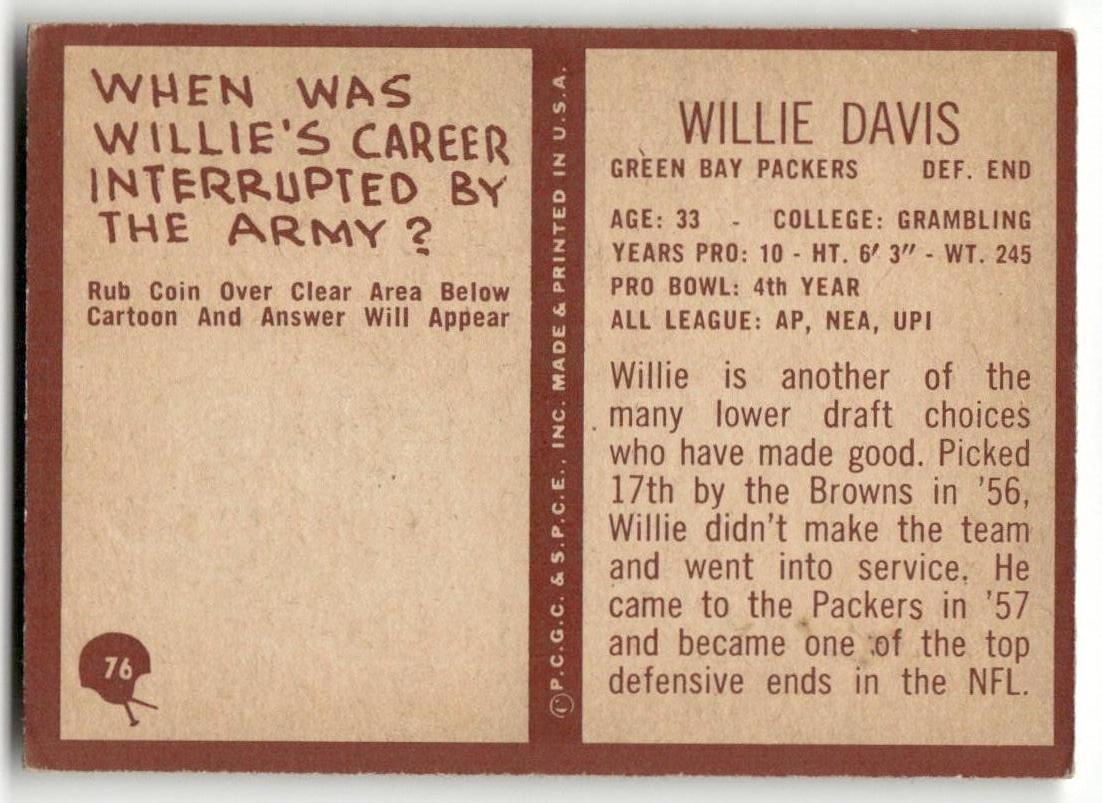 WHEN WAS
WILLIE'S CAREER
INTERRUPTED BY
THE ARMY?
Rub Coin Over Clear Area Below
Cartoon And Answer Will Appear
76
©P.C.G.C. & S.P.C.E., INC. MADE & PRINTED IN U.S.A.
WILLIE DAVIS
GREEN BAY PACKERS DEF. END
AGE: 33 - COLLEGE: GRAMBLING
YEARS PRO: 10 - HT. 6' 3" - WT. 245
PRO BOWL: 4th YEAR
ALL LEAGUE: AP, NEA, UPI
Willie is another of the
many lower draft choices
who have made good. Picked
17th by the Browns in '56,
Willie didn't make the team
and went into service. He
came to the Packers in '57
and became one of the top
defensive ends in the NFL.